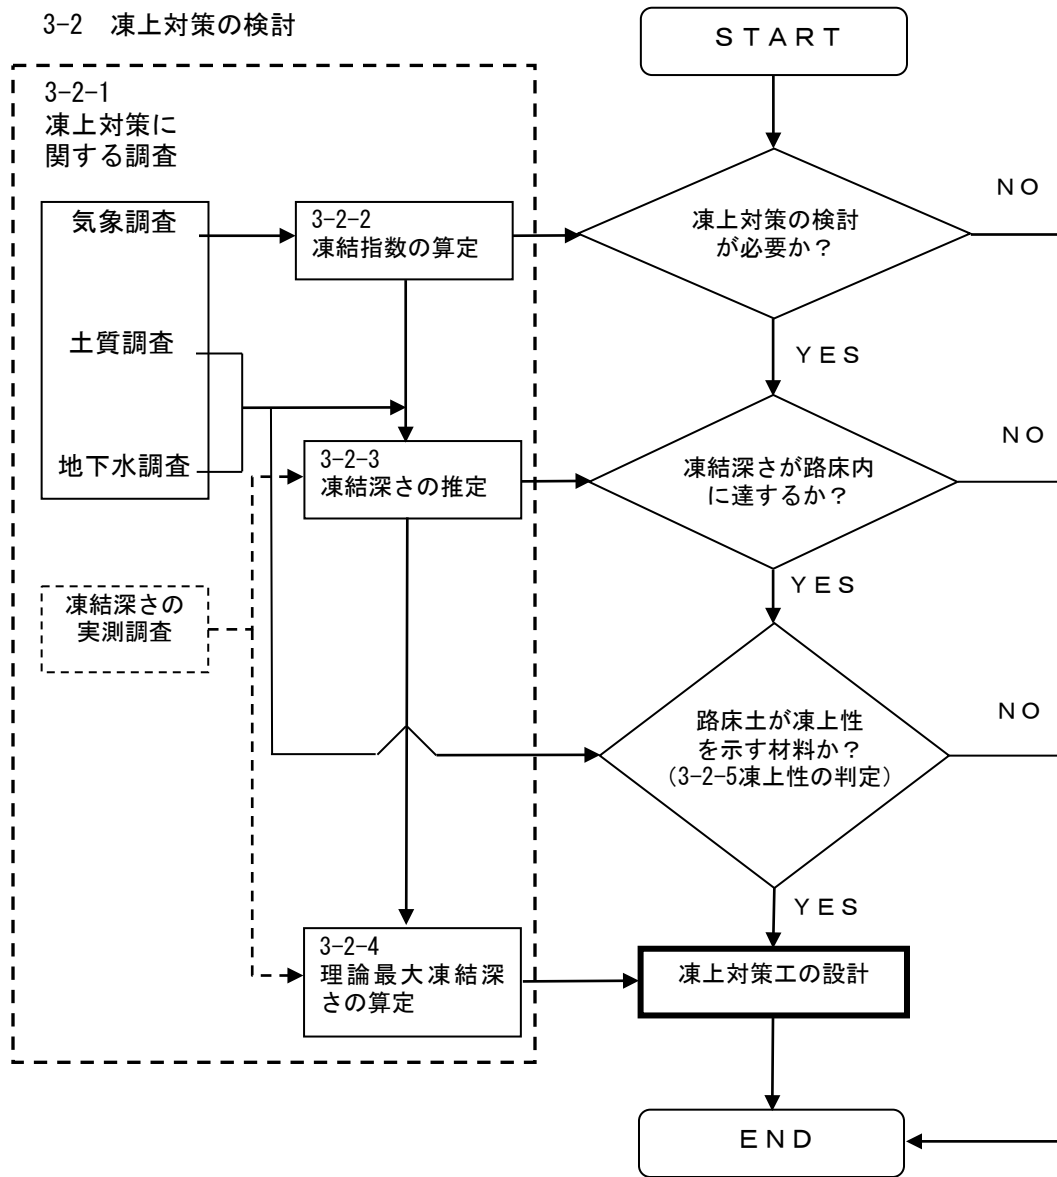 3-2 凍上対策の検討
START
3-2-1
凍上対策に
関する調査
気象調査
3-2-2
凍結指数の算定
凍上対策の検討
が必要か？
NO
YES
土質調査
地下水調査
3-2-3
凍結深さの推定
凍結深さが路床内
に達するか？
NO
YES
凍結深さの
実測調査
路床土が凍上性
を示す材料か？
（3-2-5凍上性の判定）
NO
YES
3-2-4
理論最大凍結深
さの算定
凍上対策工の設計
END